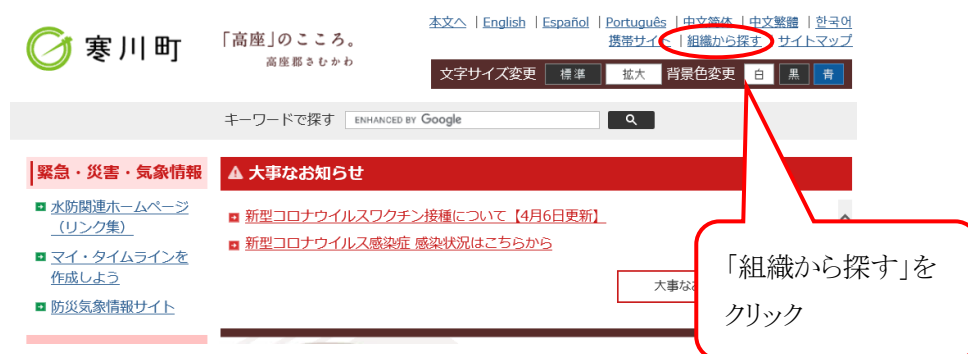 本文へ | English | Español | Português | 中文简体 | 中文繁體 | 한국어
寒川町
「高座」のこころ。
高座郡さむかわ
携帯サイト | 組織から探す サイトマップ
文字サイズ変更 標準 拡大 背景色変更 白 黒 青
キーワードで探す ENHANCED BY Google
緊急・災害・気象情報
大事なお知らせ
水防関連ホームページ
（リンク集）
新型コロナウイルスワクチン接種について【4月6日更新】
新型コロナウイルス感染症 感染状況はこちらから
マイ・タイムラインを
作成しよう
「組織から探す」を
大事な
防災気象情報サイト
クリック